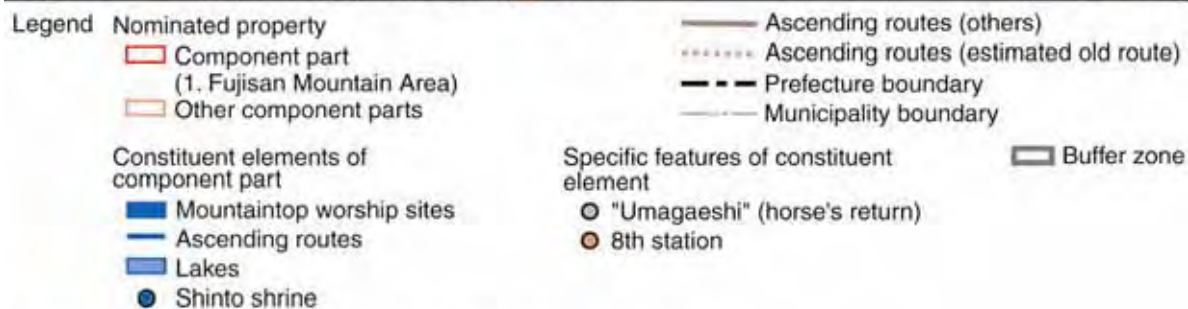 Legend
Nominated property
Component part
(1. Fujisan Mountain Area)
Other component parts
Constituent elements of
component part
Mountaintop worship sites
Ascending routes
Lakes
Shinto shrine
Ascending routes (others)
Ascending routes (estimated old route)
Prefecture boundary
Municipality boundary
Specific features of constituent
element
"Umagaeshi" (horse's return)
8th station
Buffer zone